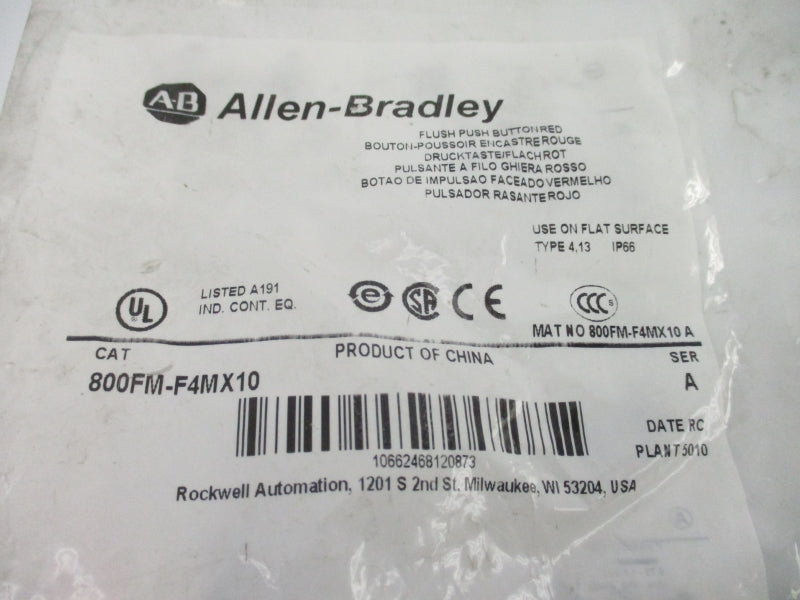 A-B Allen-Bradley
FLUSH PUSH BUTTON RED
BOUTON-POUSSOIR ENCASTRE ROUGE
DRUCKTASTE/FLACH ROT
PULSANTE A FILO GHIERA ROSSO
BOTAO DE IMPULSAO FACEADO VERMELHO
PULSADOR RASANTE ROJO
USE ON FLAT SURFACE
TYPE 4,13 IP66
UL LISTED A191
IND. CONT. EQ.
e SA CE CCC S
MAT NO 800FM-F4MX10 A
CAT PRODUCT OF CHINA SER
800FM-F4MX10 A
DATE RC
PLANT 5010
10662468120873
Rockwell Automation, 1201 S 2nd St. Milwaukee, WI 53204, USA